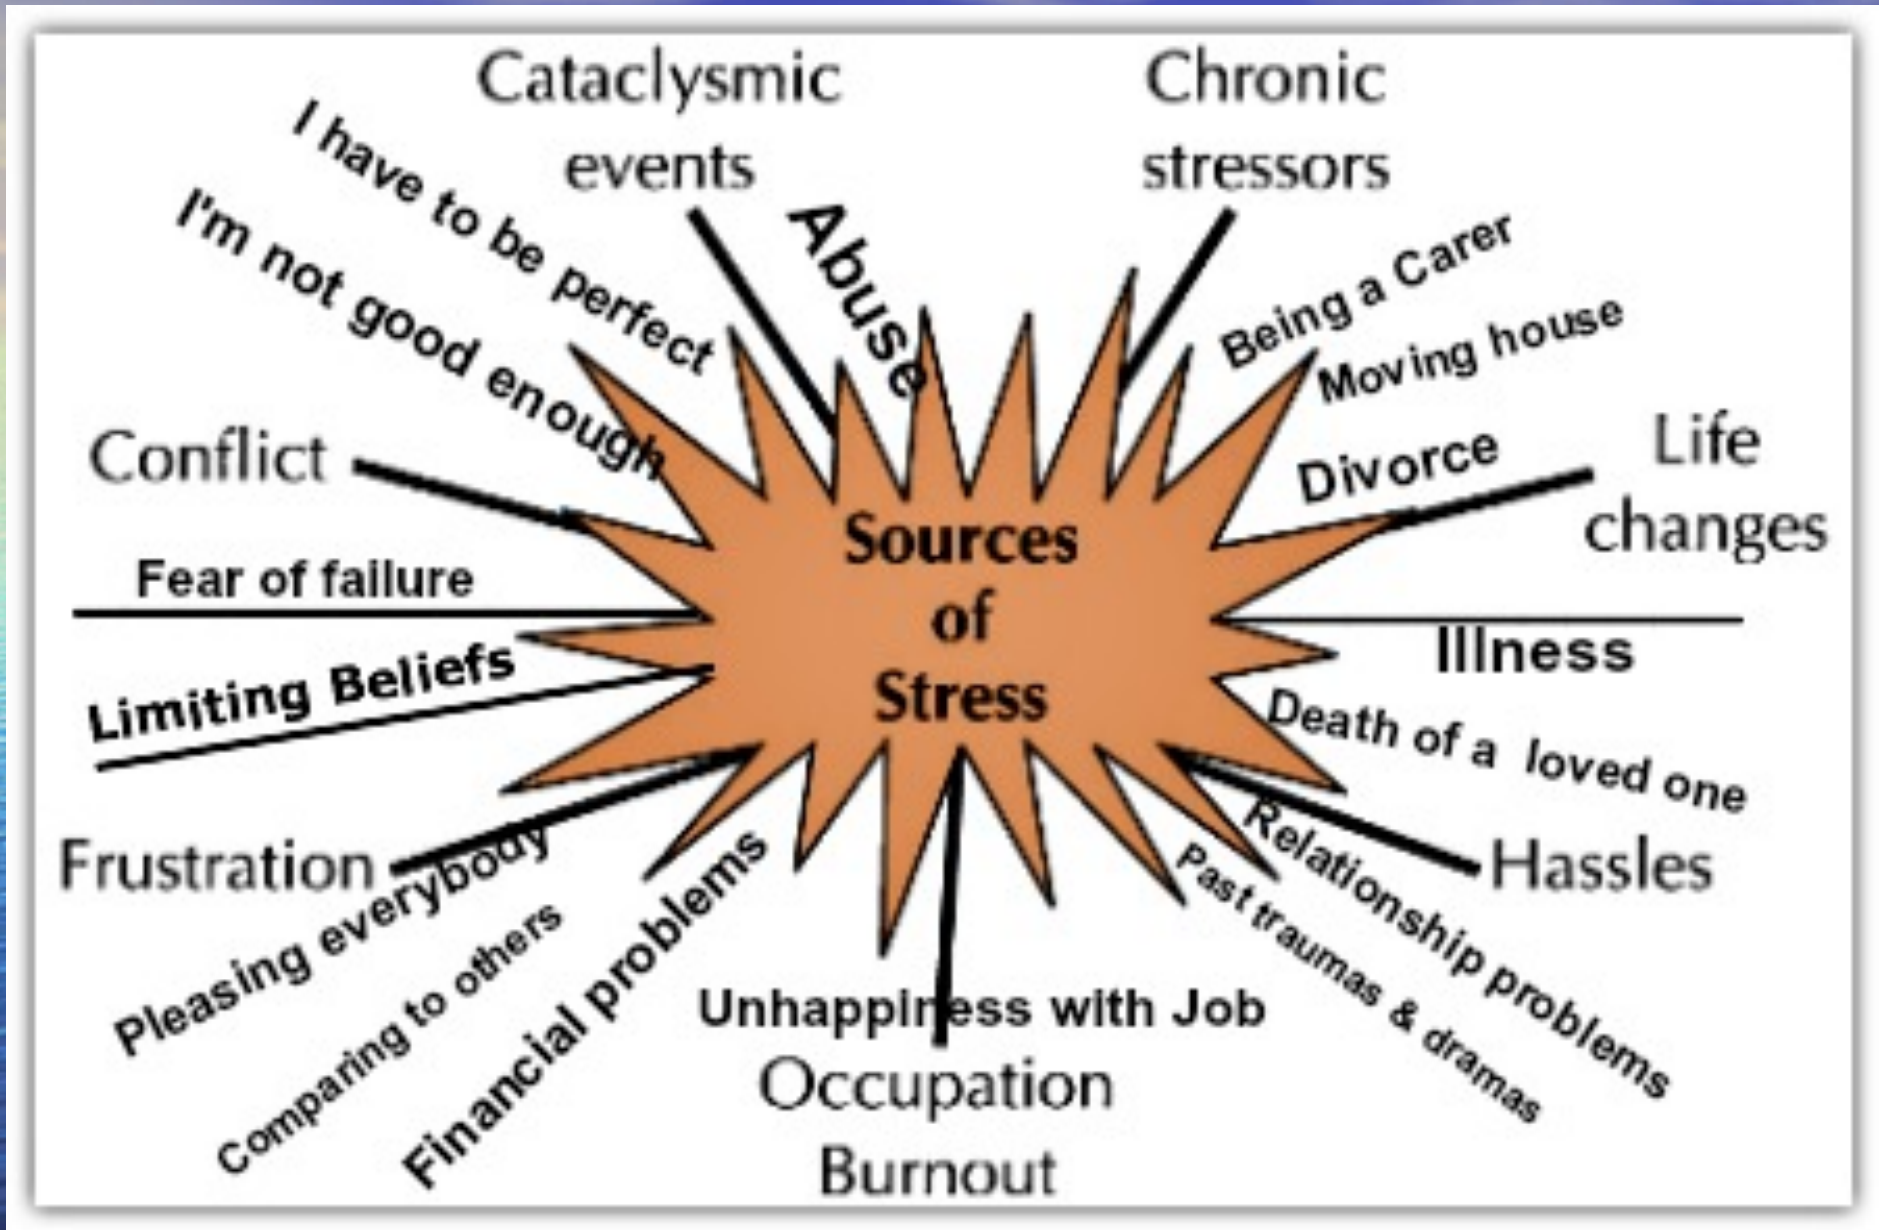 Cataclysmic
events
Chronic
stressors
I have to be perfect
I'm not good enough
Abuse
Being a Carer
Moving house
Divorce
Life
changes
Conflict
Fear of failure
Limiting Beliefs
Sources
of
Stress
Illness
Death of a loved one
Frustration
Hassles
Pleasing everybody
Comparing to others
Financial problems
Relationship problems
Past traumas & dramas
Unhappiness with Job
Occupation
Burnout